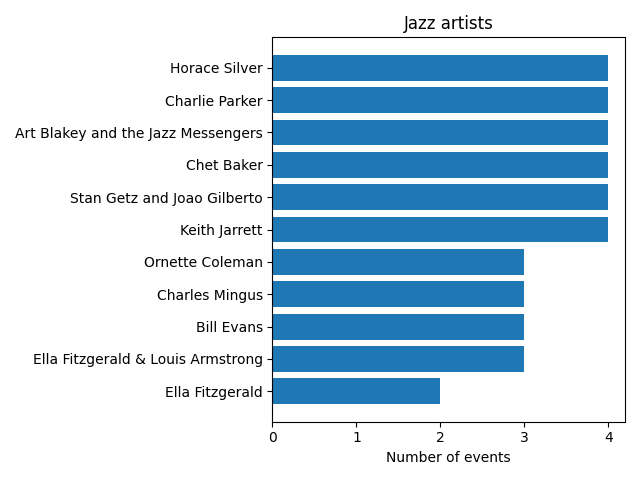 Jazz artists
Horace Silver
Charlie Parker
Art Blakey and the Jazz Messengers
Chet Baker
Stan Getz and Joao Gilberto
Keith Jarrett
Ornette Coleman
Charles Mingus
Bill Evans
Ella Fitzgerald & Louis Armstrong
Ella Fitzgerald
0 1 2 3 4
Number of events